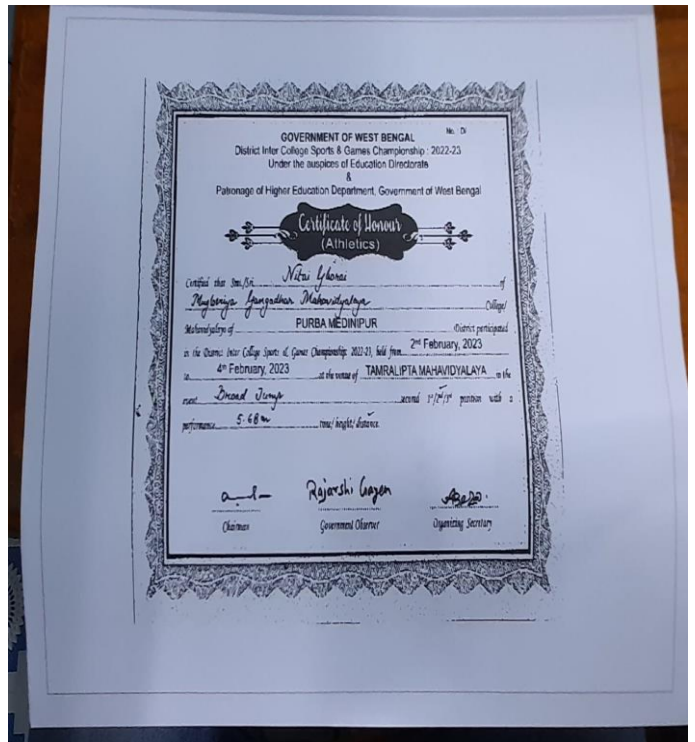 No. : Di
GOVERNMENT OF WEST BENGAL
District Inter College Sports & Games Championship : 2022-23
Under the auspices of Education Directorate
&
Patronage of Higher Education Department, Government of West Bengal
Certificate of Honour
(Athletics)
Certified that Smt./Sri. Nitai Ghorai of
Mugberiya Gangadhar Mahavidyalaya College/
Mahavidyalaya of PURBA MEDINIPUR District participated
in the District Inter College Sports & Games Championship 2022-23, held from 2nd February, 2023
to 4th February, 2023 at the venue of TAMRALIPTA MAHAVIDYALAYA in the
event Broad Jump secured 1st/2nd/3rd position with a
performance 5.68m time/height/distance.
Rajarshi Gayen
Chairman Government Observer Organizing Secretary